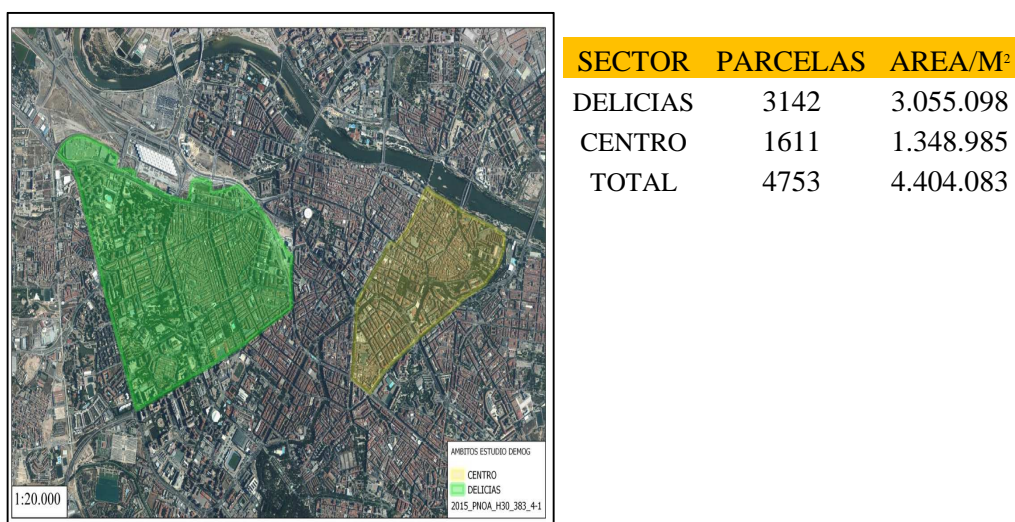 SECTOR PARCELAS AREA/M²
DELICIAS 3142 3.055.098
CENTRO 1611 1.348.985
TOTAL 4753 4.404.083
AMBITOS ESTUDIO DEMOG
CENTRO
DELICIAS
2015_PNOA_H30_383_4-1
1:20.000